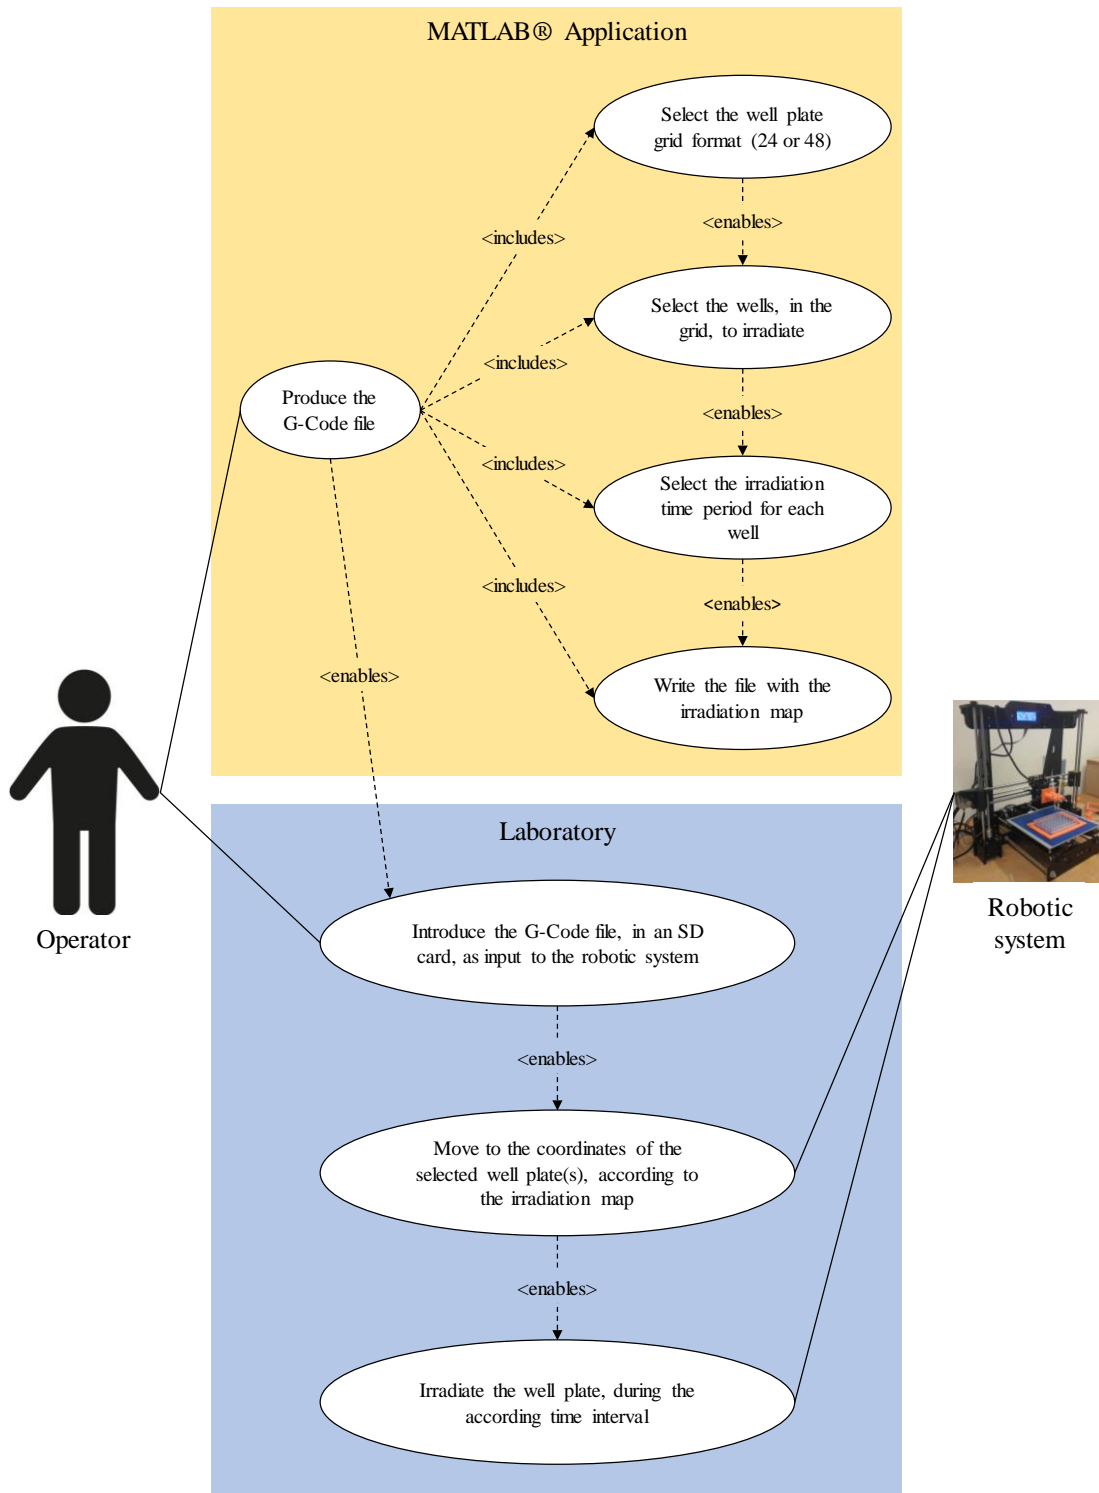 MATLAB® Application
Select the well plate
grid format (24 or 48)
<enables>
<includes>
Select the wells, in the
grid, to irradiate
<includes>
Produce the
G-Code file
<enables>
<includes>
Select the irradiation
time period for each
well
<includes>
<enables>
<enables>
Write the file with the
irradiation map
Laboratory
Operator
Robotic
system
Introduce the G-Code file, in an SD
card, as input to the robotic system
<enables>
Move to the coordinates of the
selected well plate(s), according to
the irradiation map
<enables>
Irradiate the well plate, during the
according time interval